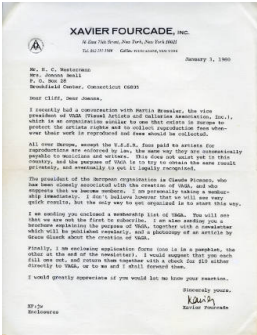 XAVIER FOURCADE, INC.
36 East 75th Street, New York, New York 10021
January 3, 1980
Mr. H. C. Westermann
Mrs. Joanna Beall
P. O. Box 28
Brookfield Center, Connecticut 06805
Dear Cliff, Dear Joanna,
I recently had a conversation with Martin Bressler, the vice
president of VAGA (Visual Artists and Galleries Association, Inc.),
which is an organization similar to one that exists in Europe to
protect the artists rights and to collect reproduction fees when-
ever their work is reproduced and fees should be collected.
All over Europe, except the U.S.S.R. fees paid to artists for
reproductions are enforced by law, the same way they are automatically
payable to musicians and writers. This does not exist yet in this
country, and the purpose of VAGA is to try to obtain the same result
privately, and eventually to get it legally recognized.
The president of the European organization is Claude
has been closely associated with the creation of VAGA, and who
suggests that we become members. I am personally taking a member-
ship immediately. I don't believe however that we will see very
quick results, but the only way to get organized is to start this way.
I am sending you enclosed a membership list of VAGA. You will see
that we are not the first to subscribe. I am also sending you a
brochure explaining the purpose of VAGA, together with a newsletter
which will be published regularly, and a photocopy of an article by
Grace Glueck about the creation of VAGA.
Finally, I am enclosing application forms (one is in a pamphlet, the
other at the end of the newsletter). I would suggest that you each
fill one out, and return them together with a check for $10 either
directly to VAGA, or to me and I shall forward them.
I would greatly appreciate if you would let me know your reaction.
Sincerely yours,
Xavier
Xavier Fourcade
XF:
Enclosures